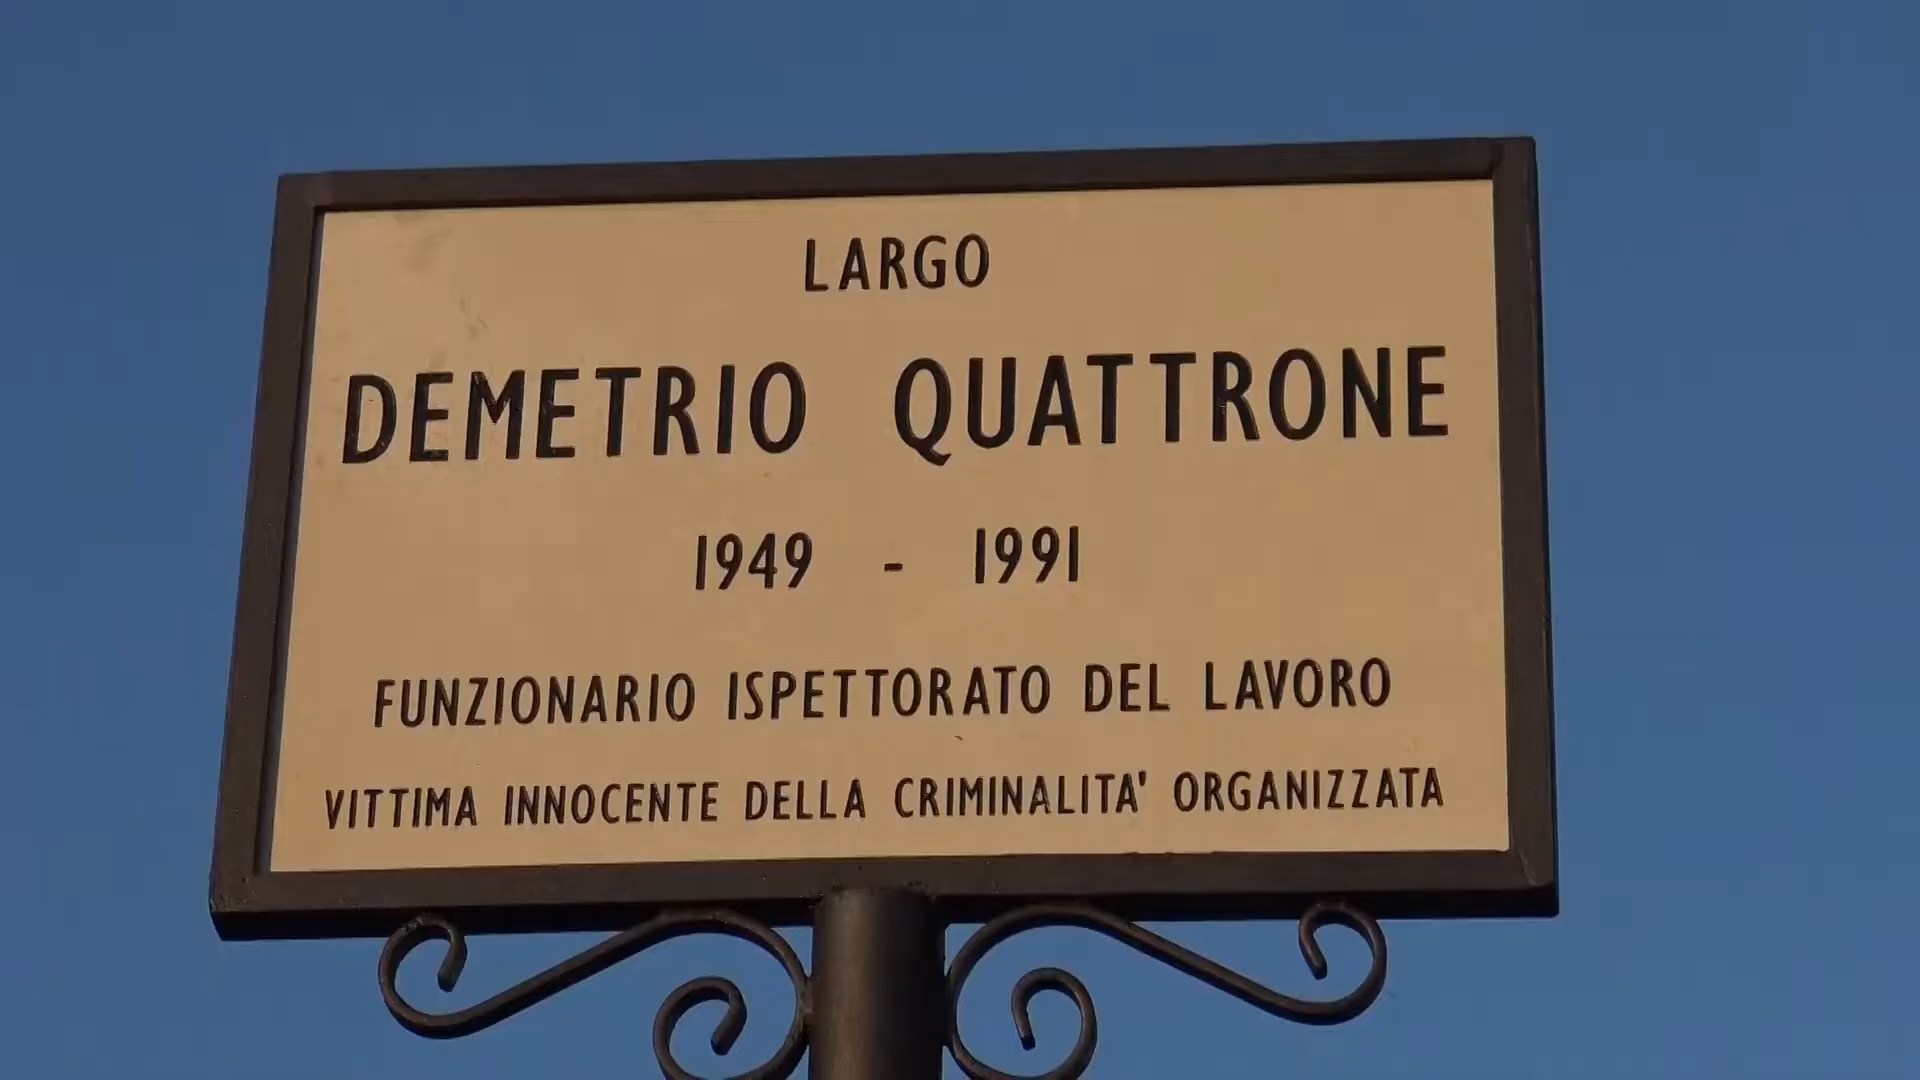 LARGO
DEMETRIO QUATTRONE
1949 - 1991
FUNZIONARIO ISPETTORATO DEL LAVORO
VITTIMA INNOCENTE DELLA CRIMINALITA' ORGANIZZATA